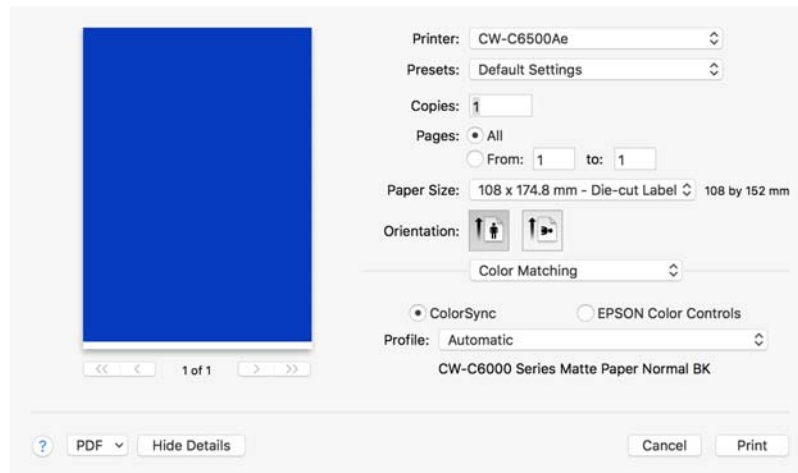 Printer: CW-C6500Ae
Presets: Default Settings
Copies: 1
Pages: All
From: 1 to: 1
Paper Size: 108 x 174.8 mm - Die-cut Label 108 by 152 mm
Orientation:
Color Matching
ColorSync EPSON Color Controls
Profile: Automatic
CW-C6000 Series Matte Paper Normal BK
<< < 1 of 1 > >>
? PDF Hide Details Cancel Print